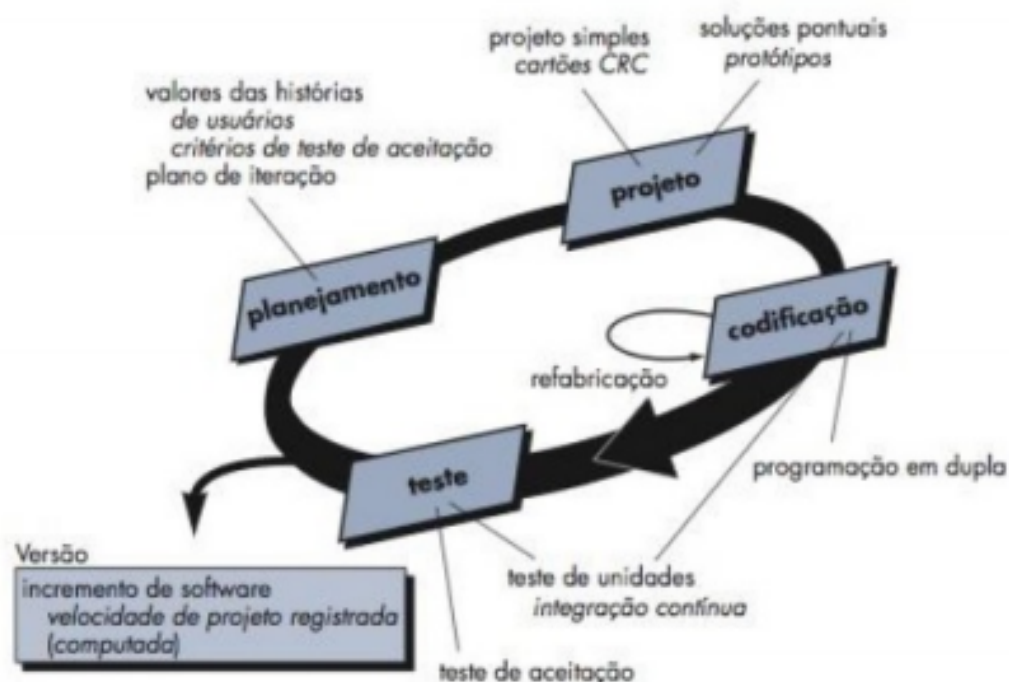 projeto simples
cartões CRC
soluções pontuais
protótipos
valores das histórias
de usuários
critérios de teste de aceitação
plano de iteração
projeto
planejamento
codificação
refabricação
programação em dupla
teste
teste de unidades
integração contínua
teste de aceitação
Versão
incremento de software
velocidade de projeto registrada
(computada)